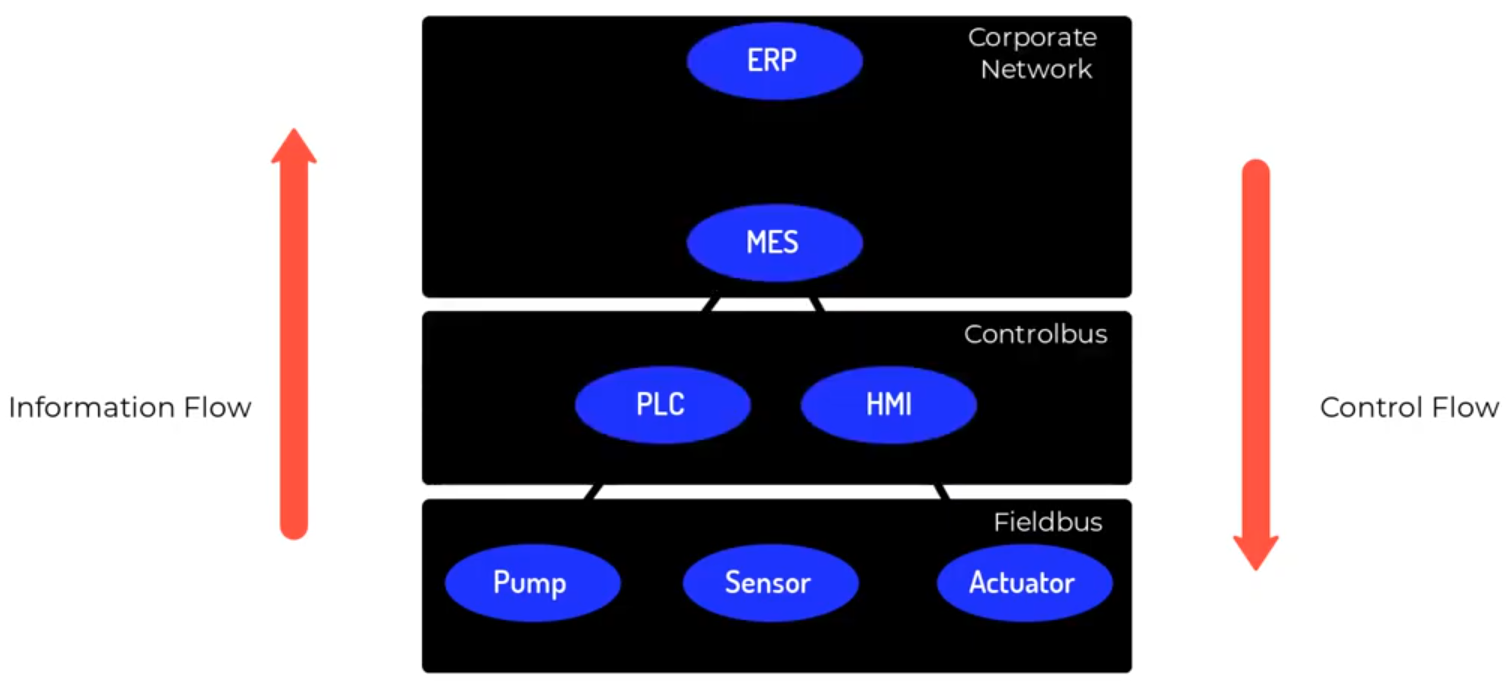 ERP
Corporate
Network
MES
Controlbus
PLC
HMI
Information Flow
Control Flow
Fieldbus
Pump
Sensor
Actuator